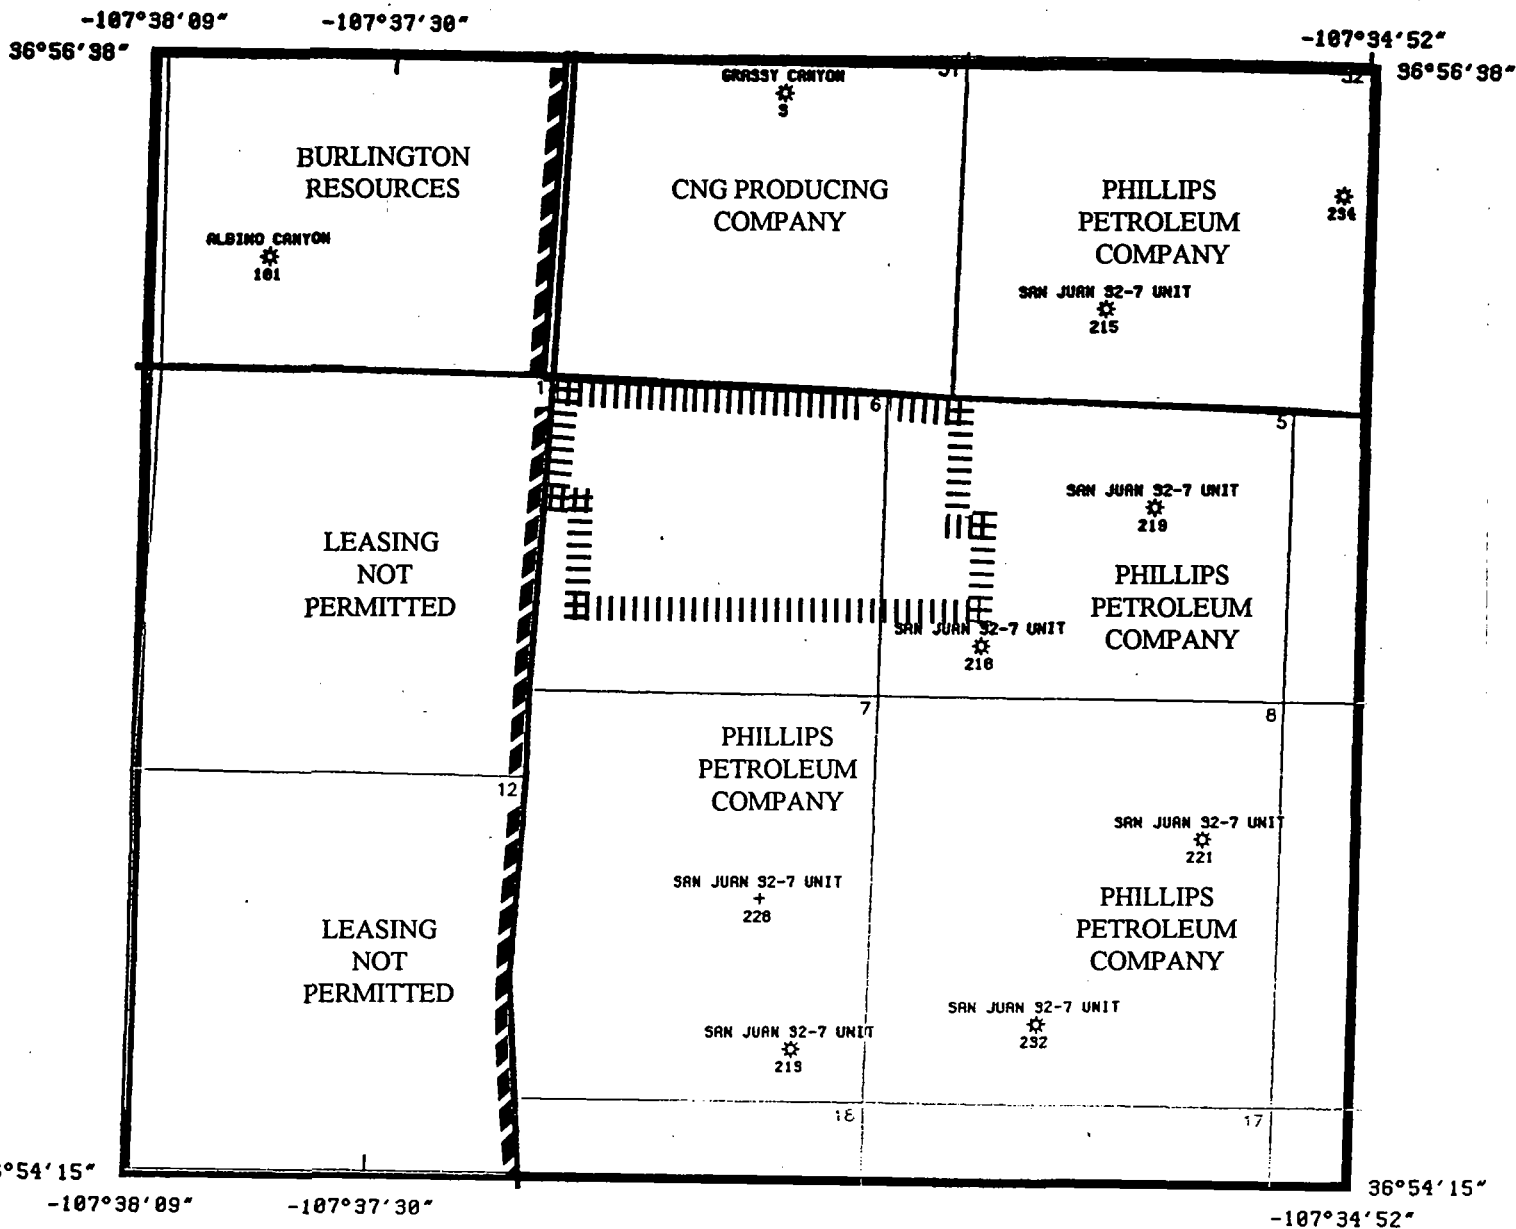 -107°38'09"
-107°37'30"
-107°34'52"
36°56'38"
36°56'38"
GRASSY CANYON
3
31
32
BURLINGTON
RESOURCES
CNG PRODUCING
COMPANY
PHILLIPS
PETROLEUM
COMPANY
234
ALBINO CANYON
101
SAN JUAN 32-7 UNIT
215
1
6
5
SAN JUAN 32-7 UNIT
219
LEASING
NOT
PERMITTED
PHILLIPS
PETROLEUM
COMPANY
SAN JUAN 32-7 UNIT
218
7
8
PHILLIPS
PETROLEUM
COMPANY
12
SAN JUAN 32-7 UNIT
221
SAN JUAN 32-7 UNIT
228
PHILLIPS
PETROLEUM
COMPANY
LEASING
NOT
PERMITTED
SAN JUAN 32-7 UNIT
232
SAN JUAN 32-7 UNIT
213
18
17
°54'15"
36°54'15"
-107°38'09"
-107°37'30"
-107°34'52"